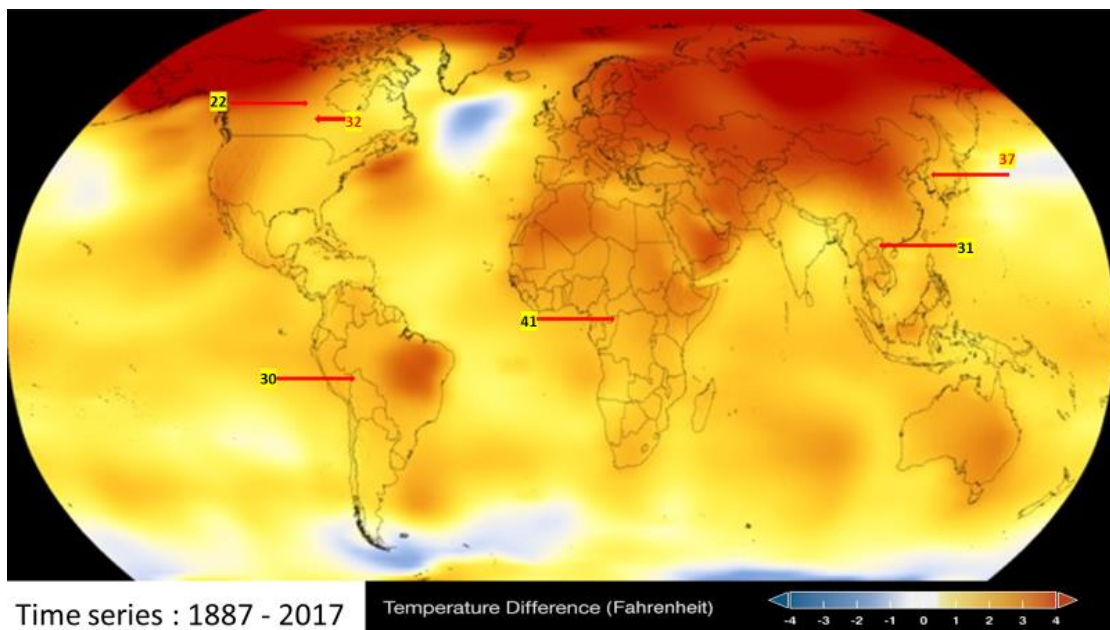 22
32
37
31
41
30
Time series : 1887 - 2017
Temperature Difference (Fahrenheit)
-4 -3 -2 -1 0 1 2 3 4